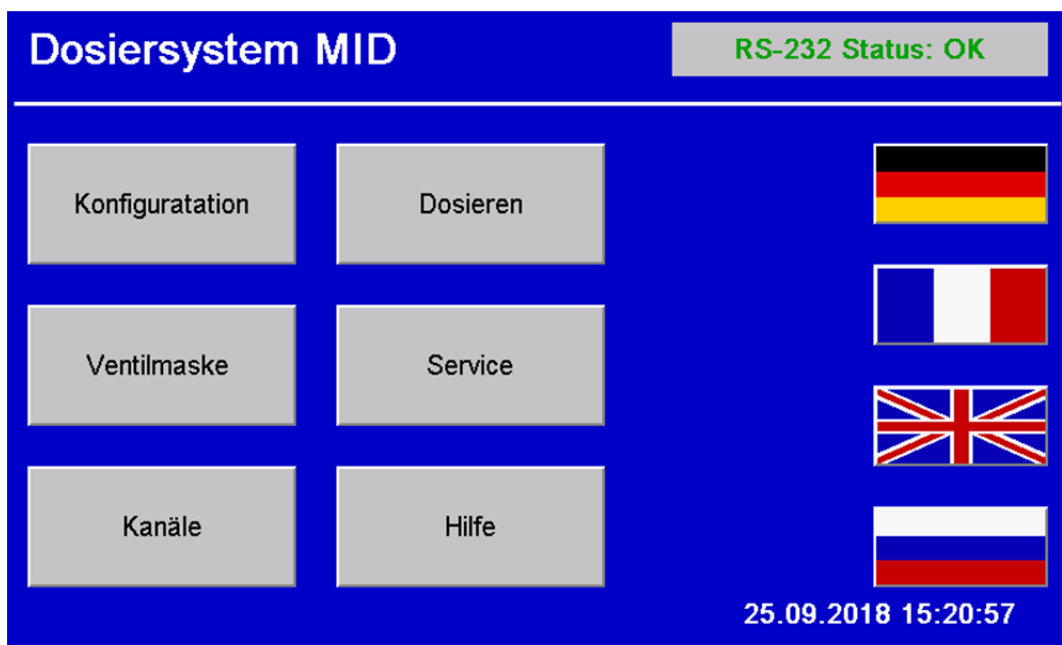 Dosiersystem MID
RS-232 Status: OK
Konfiguratation
Dosieren
Ventilmaske
Service
Kanäle
Hilfe
25.09.2018 15:20:57